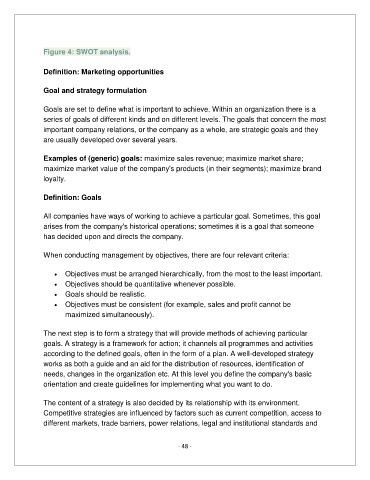 Figure 4: SWOT analysis.
Definition: Marketing opportunities
Goal and strategy formulation
Goals are set to define what is important to achieve. Within an organization there is a
series of goals of different kinds and on different levels. The goals that concern the most
important company relations, or the company as a whole, are strategic goals and they
are usually developed over several years.
Examples of (generic) goals: maximize sales revenue; maximize market share;
maximize market value of the company's products (in their segments); maximize brand
loyalty.
Definition: Goals
All companies have ways of working to achieve a particular goal. Sometimes, this goal
arises from the company's historical operations; sometimes it is a goal that someone
has decided upon and directs the company.
When conducting management by objectives, there are four relevant criteria:
• Objectives must be arranged hierarchically, from the most to the least important.
• Objectives should be quantitative whenever possible.
• Goals should be realistic.
• Objectives must be consistent (for example, sales and profit cannot be
maximized simultaneously).
The next step is to form a strategy that will provide methods of achieving particular
goals. A strategy is a framework for action; it channels all programmes and activities
according to the defined goals, often in the form of a plan. A well-developed strategy
works as both a guide and an aid for the distribution of resources, identification of
needs, changes in the organization etc. At this level you define the company's basic
orientation and create guidelines for implementing what you want to do.
The content of a strategy is also decided by its relationship with its environment.
Competitive strategies are influenced by factors such as current competition, access to
different markets, trade barriers, power relations, legal and institutional standards and
- 48 -